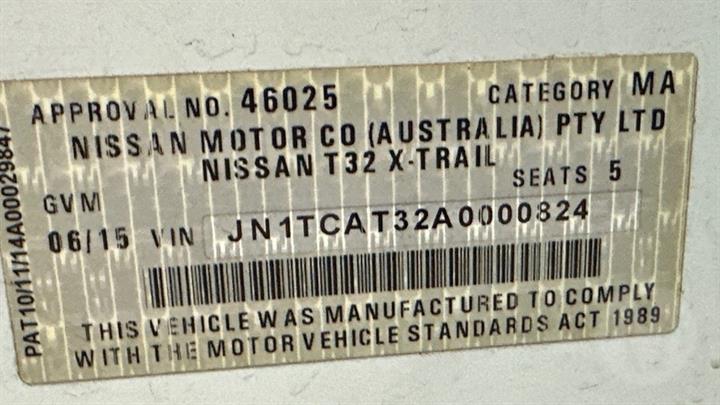 APPROVAL NO. 46025 CATEGORY MA
NISSAN MOTOR CO (AUSTRALIA) PTY LTD
NISSAN T32 X-TRAIL
SEATS 5
GVM
06/15 VIN JN1TCAT32A0000824
THIS VEHICLE WAS MANUFACTURED TO COMPLY
WITH THE MOTOR VEHICLE STANDARDS ACT 1989
PAT10/11/14A00029847